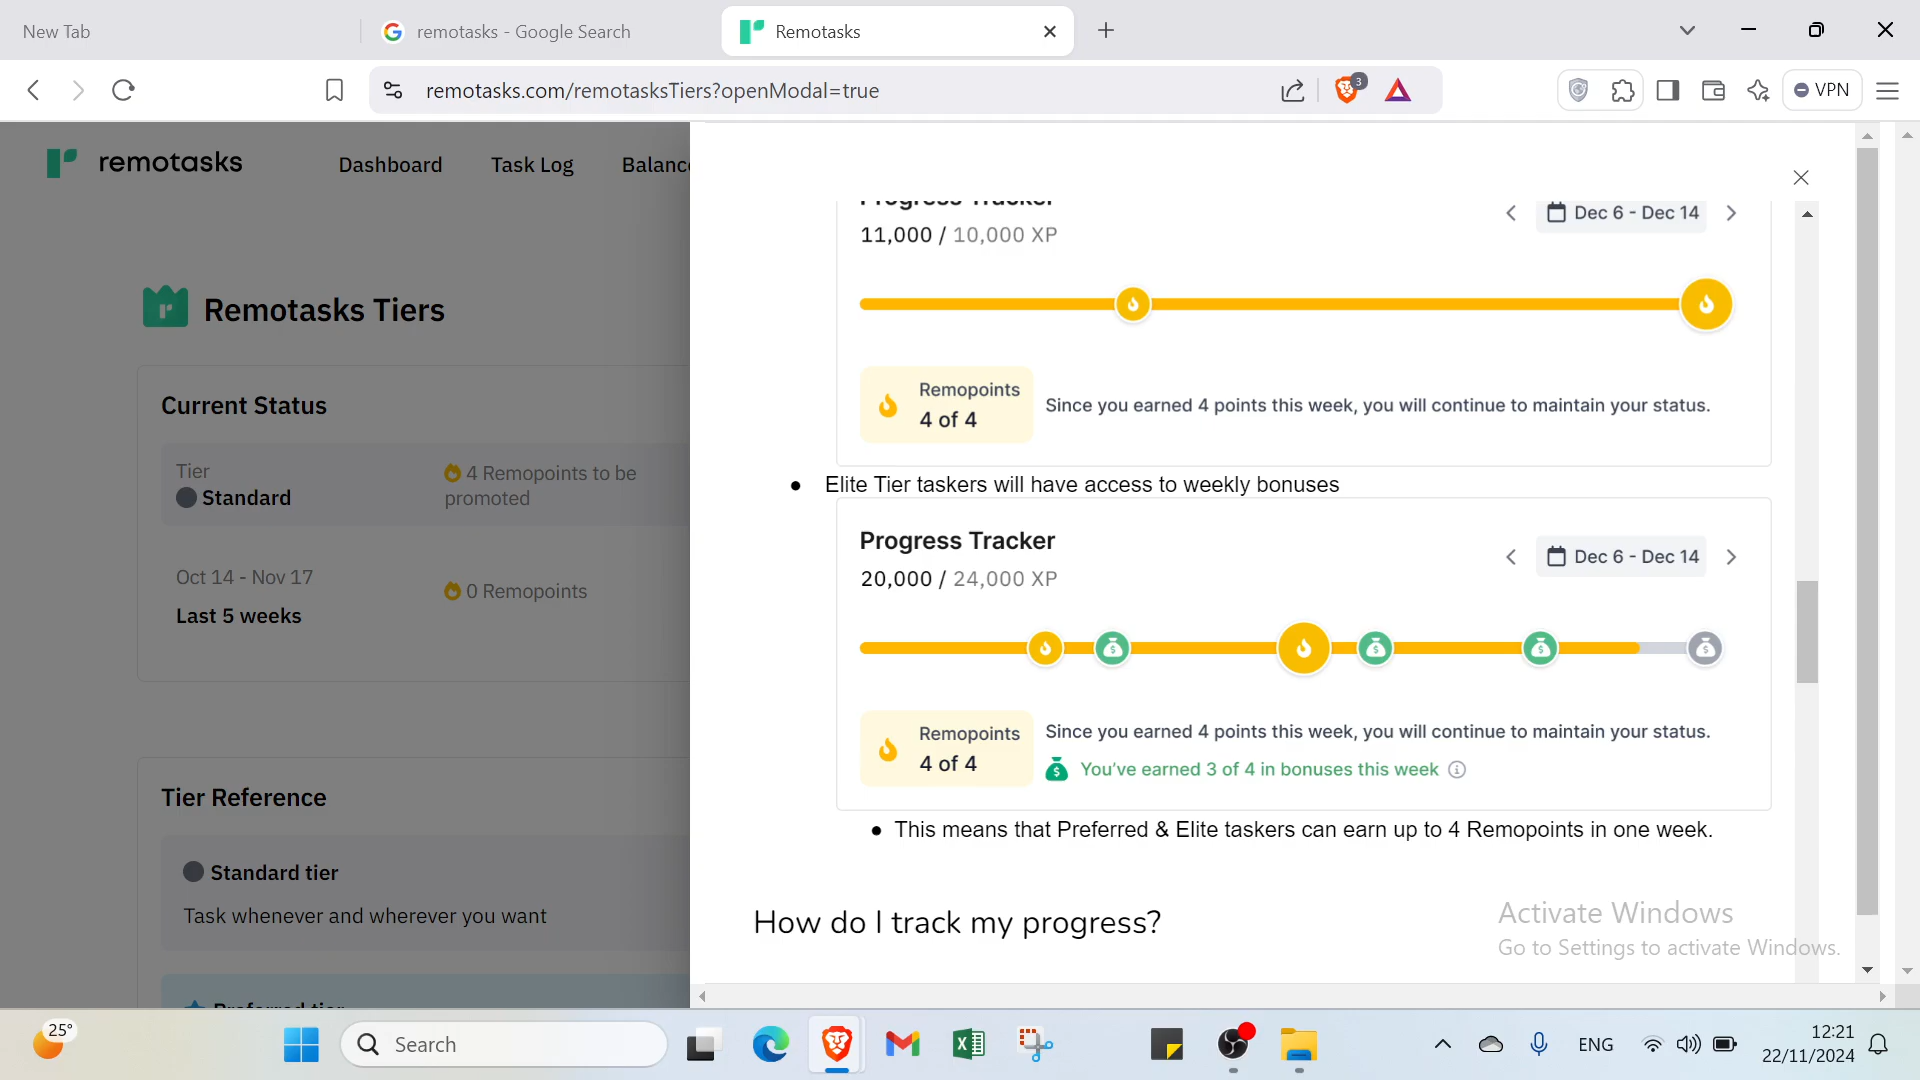 New Tab
remotasks - Google Search
Remotasks
remotasks.com/remotasksTiers?openModal=true
3
VPN
remotasks
Dashboard
Task Log
Balance
Remotasks Tiers
Current Status
Tier
Standard
4 Remopoints to be
promoted
Oct 14 - Nov 17
Last 5 weeks
0 Remopoints
Tier Reference
Standard tier
Task whenever and wherever you want
Preferred tier
Progress Tracker
11,000 / 10,000 XP
Dec 6 - Dec 14
Remopoints
4 of 4
Since you earned 4 points this week, you will continue to maintain your status.
● Elite Tier taskers will have access to weekly bonuses
Progress Tracker
20,000 / 24,000 XP
Dec 6 - Dec 14
Remopoints
4 of 4
Since you earned 4 points this week, you will continue to maintain your status.
You've earned 3 of 4 in bonuses this week
● This means that Preferred & Elite taskers can earn up to 4 Remopoints in one week.
How do I track my progress?
Activate Windows
Go to Settings to activate Windows.
25°
Search
ENG
12:21
22/11/2024